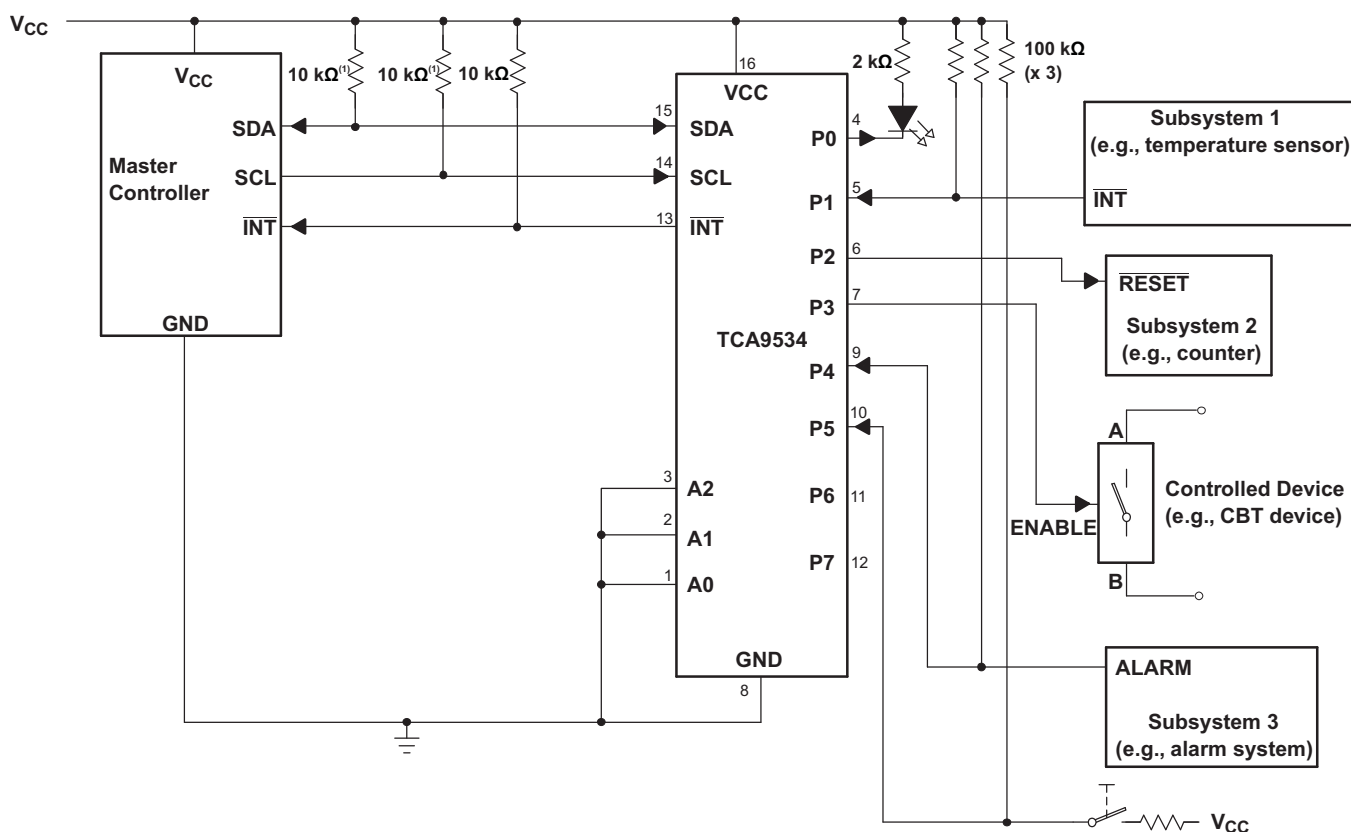 VCC
VCC
10 kΩ(1)
10 kΩ(1)
10 kΩ
2 kΩ
100 kΩ
(x 3)
Master
Controller
SDA
SCL
INT
GND
16
VCC
15
SDA
14
SCL
13
INT
TCA9534
3
A2
2
A1
1
A0
GND
8
P0
4
P1
5
P2
6
P3
7
P4
9
P5
10
P6
11
P7
12
Subsystem 1
(e.g., temperature sensor)
INT
RESET
Subsystem 2
(e.g., counter)
A
ENABLE
B
Controlled Device
(e.g., CBT device)
ALARM
Subsystem 3
(e.g., alarm system)
VCC